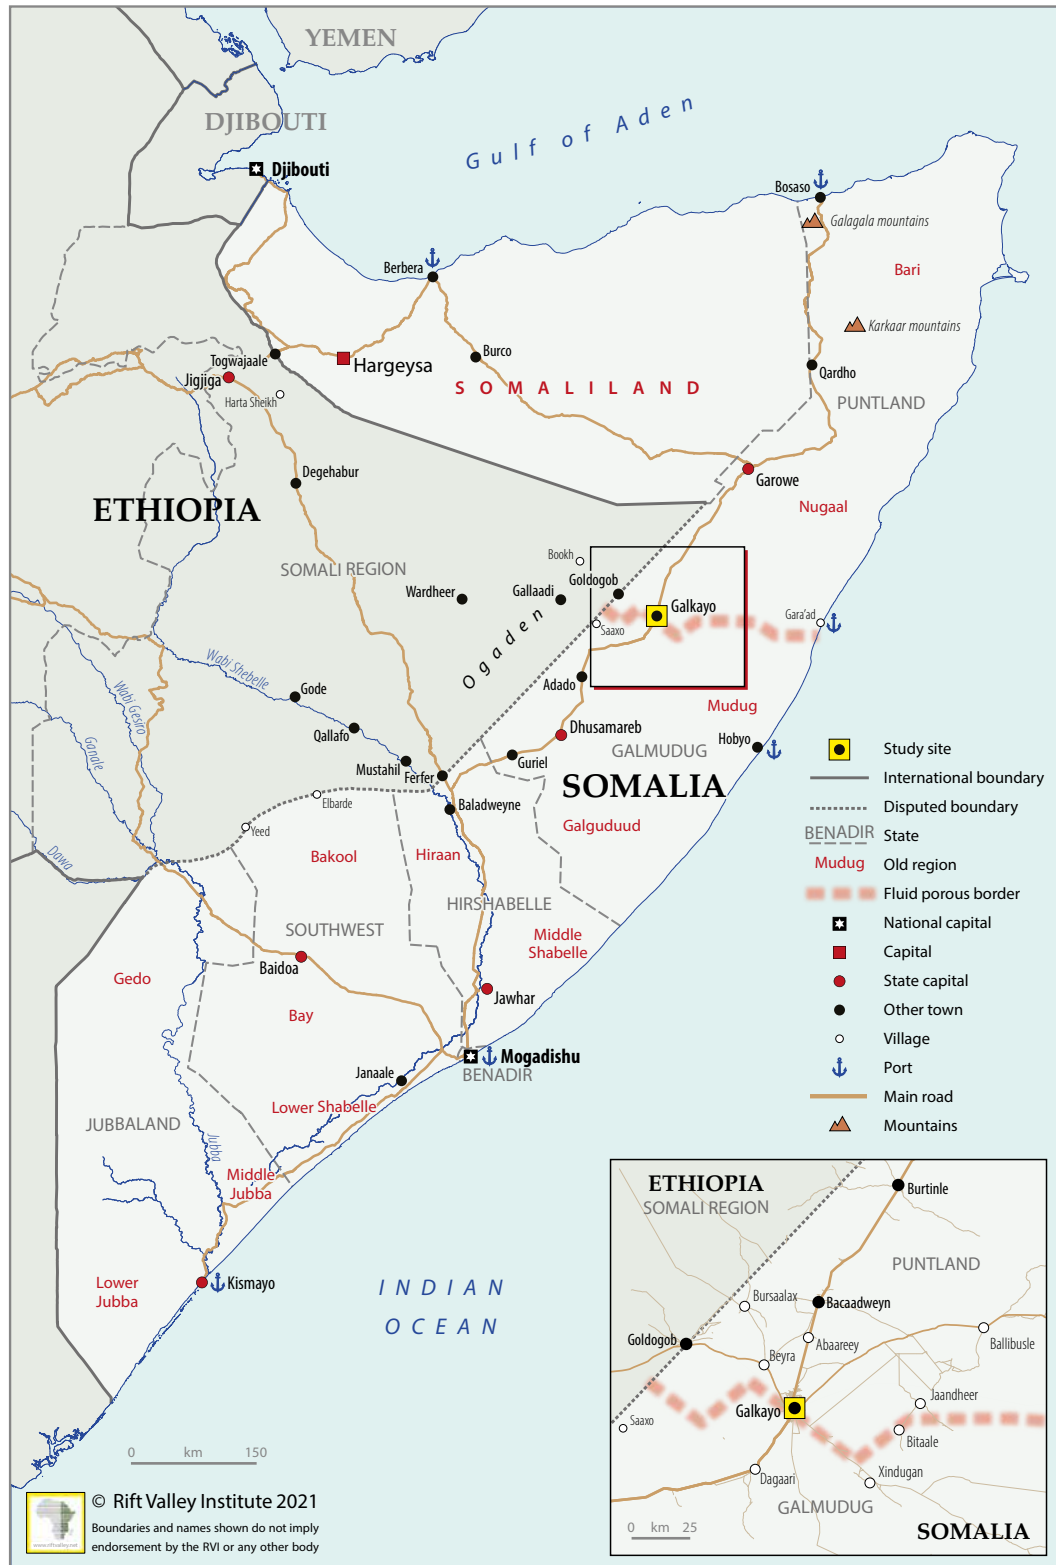 YEMEN
DJIBOUTI
Gulf of Aden
Djibouti
Bosaso
Galagala mountains
Berbera
Bari
Karkaar mountains
Togwajaale
Hargeysa
Burco
Qardho
Jigjiga
SOMALILAND
Harta Sheikh
PUNTLAND
Degehabur
Garowe
ETHIOPIA
Nugaal
Bookh
SOMALI REGION
Goldogob
Wardheer
Gallaadi
Galkayo
Gara'ad
Saaxo
Ogaden
Wabi Shebelle
Adado
Gode
Wabi Gesiro
Mudug
Dhusamareb
Qallafo
Ganale
Hobyo
GALMUDUG
Guriel
Mustahil
Ferfer
SOMALIA
Elbarde
Baladweyne
Galguduud
Yeed
Dawa
Bakool
Hiraan
HIRSHABELLE
SOUTHWEST
Middle
Shabelle
Baidoa
Gedo
Jawhar
Bay
Mogadishu
BENADIR
Janaale
Lower Shabelle
JUBBALAND
Jubba
Middle
Jubba
Kismayo
Lower
Jubba
INDIAN
OCEAN
Study site
International boundary
Disputed boundary
BENADIR State
Mudug Old region
Fluid porous border
National capital
Capital
State capital
Other town
Village
Port
Main road
Mountains
ETHIOPIA
SOMALI REGION
Burtinle
PUNTLAND
Bursaalax
Bacaadweyn
Goldogob
Abaareey
Ballibusle
Beyra
Jaandheer
Galkayo
Saaxo
Bitaale
Dagaari
Xindugan
GALMUDUG
0 km 25
SOMALIA
0 km 150
© Rift Valley Institute 2021
Boundaries and names shown do not imply
endorsement by the RVI or any other body
www.riftvalley.net